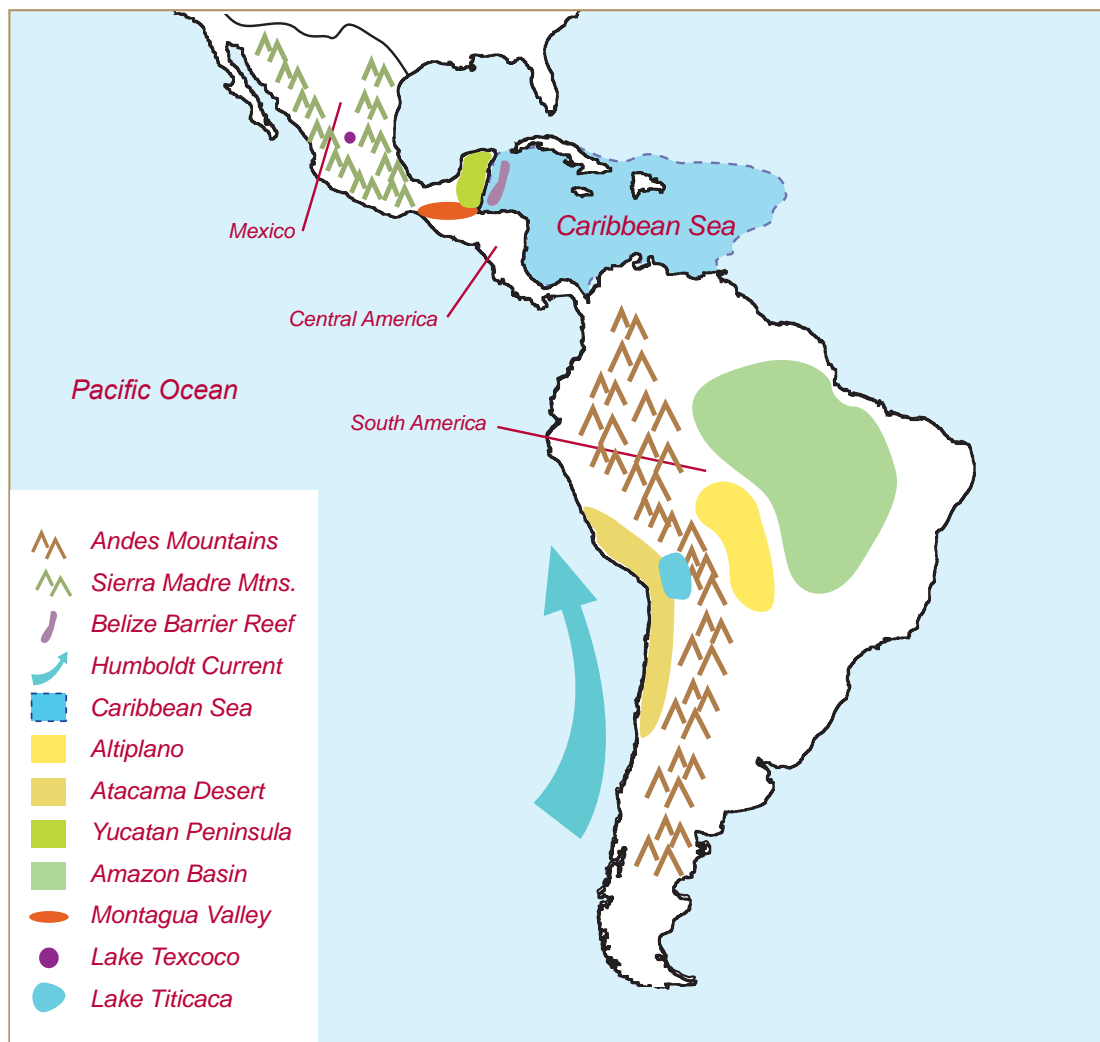 Mexico
Caribbean Sea
Central America
Pacific Ocean
South America
Andes Mountains
Sierra Madre Mtns.
Belize Barrier Reef
Humboldt Current
Caribbean Sea
Altiplano
Atacama Desert
Yucatan Peninsula
Amazon Basin
Montagua Valley
Lake Texcoco
Lake Titicaca